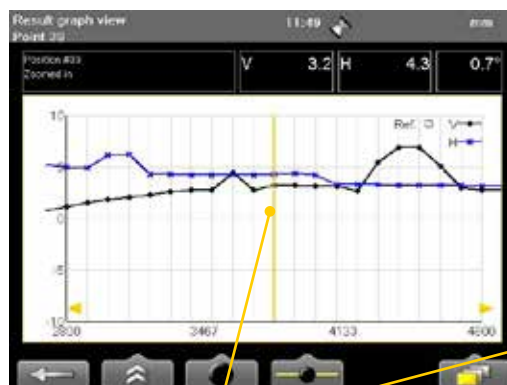 Result graph view
11:49
mm
Point 39
Position #39
Zoomed in
V 3.2 H 4.3 0.7°
10
Ref.
V
H
5
0
-5
-10
2800 3467 4133 4800